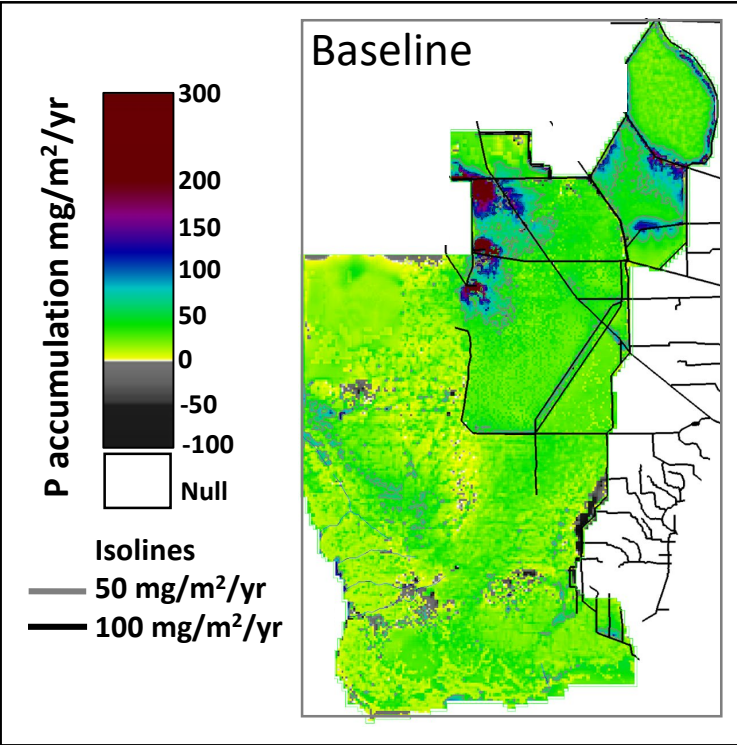 Baseline
P accumulation mg/m²/yr
300
200
150
100
50
0
-50
-100
Null
Isolines
50 mg/m²/yr
100 mg/m²/yr